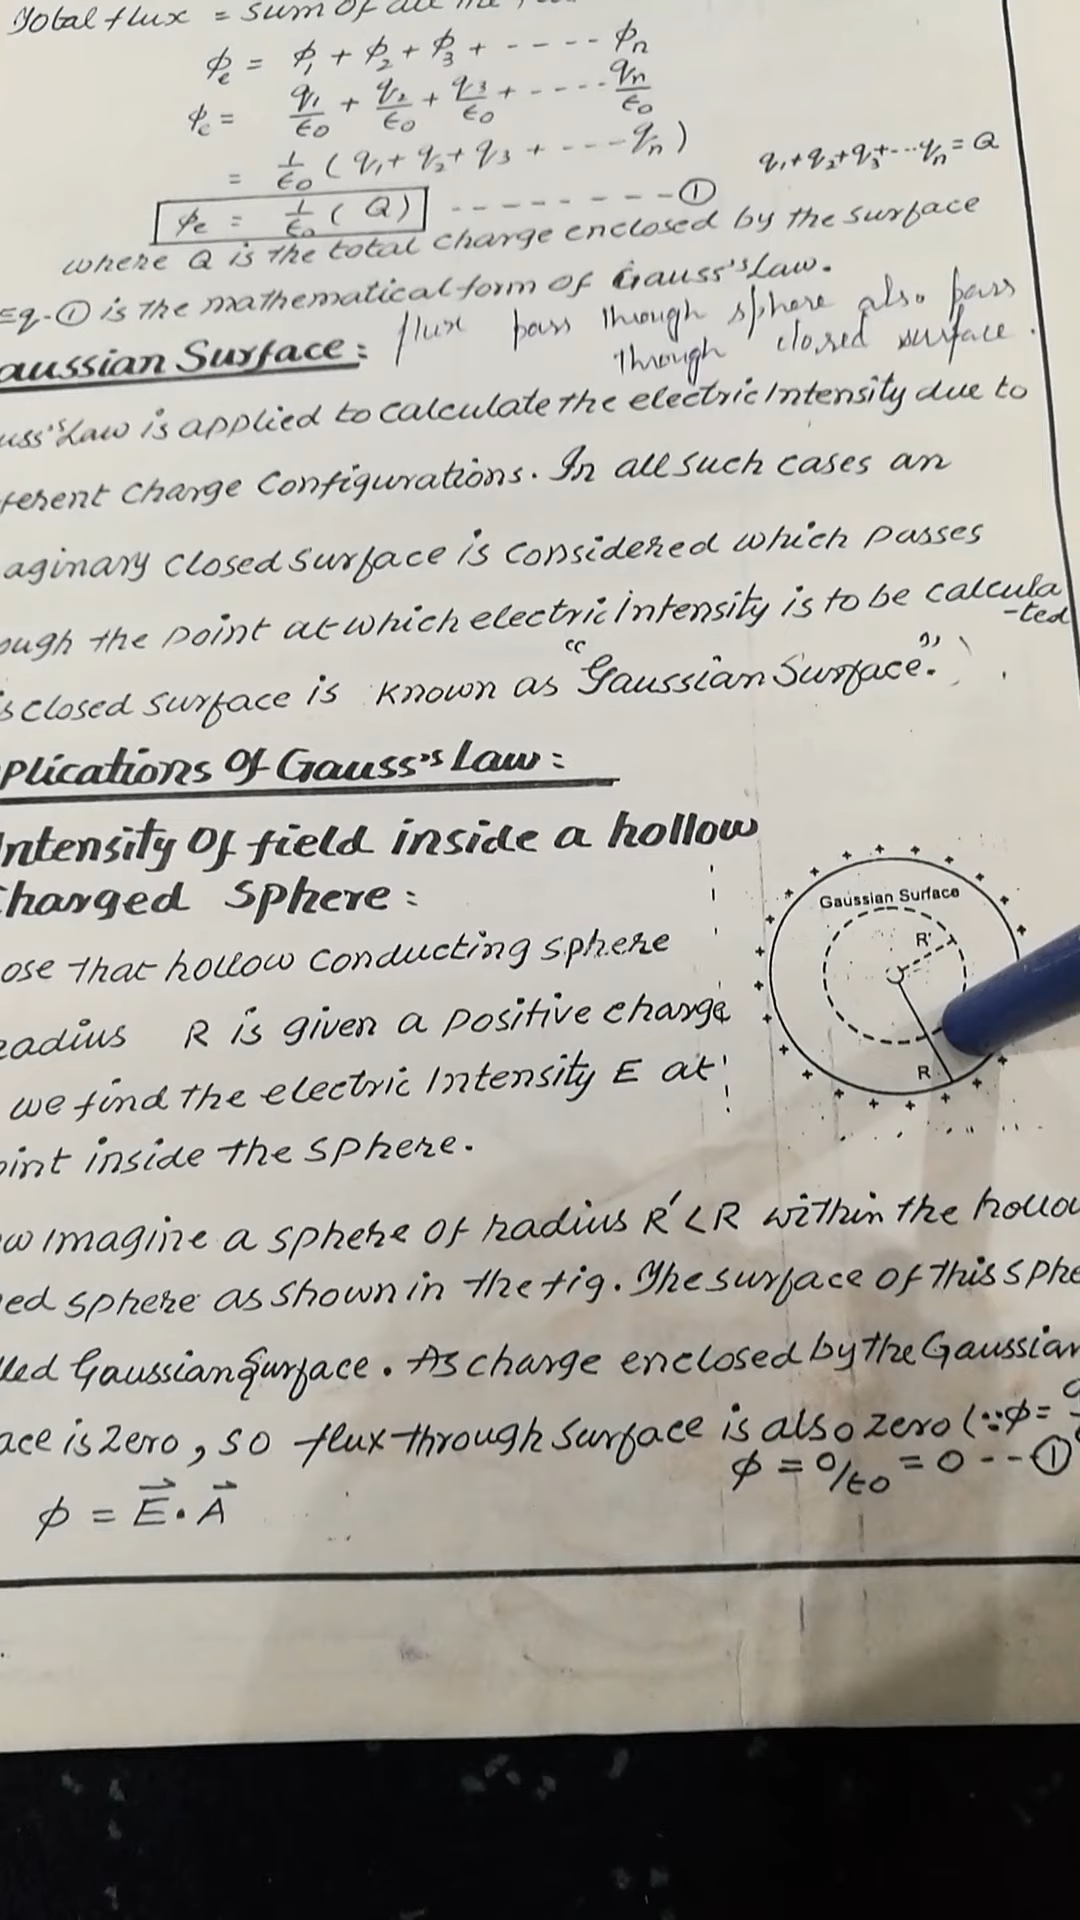 Total flux = sum of all the
ϕe = ϕ1 + ϕ2 + ϕ3 + ----- ϕn
ϕe = q1/ϵ0 + q2/ϵ0 + q3/ϵ0 + ----- qn/ϵ0
= 1/ϵ0 (q1 + q2 + q3 + ----qn) q1+q2+q3+---qn = Q
ϕe = 1/ϵ0 (Q) --------①
where Q is the total charge enclosed by the surface
Eq-① is the mathematical form of Gauss's Law.
aussian Surface: flux pass through sphere also pass
through closed surface.
uss's Law is applied to calculate the electric Intensity due to
ferent charge configurations. In all such cases an
aginary closed surface is considered which passes
ough the point at which electric intensity is to be calcula
-ted
s closed surface is known as "Gaussian Surface."
plications Of Gauss's Law:
Intensity Of field inside a hollow
Charged Sphere:
Gaussian Surface
R'
R
ose that hollow conducting sphere
radius R is given a positive charge
we find the electric Intensity E at
oint inside the sphere.
ow imagine a sphere of radius R' < R within the hollow
ed sphere as shown in the fig. The surface of this sphe
lled Gaussian Surface. As charge enclosed by the Gaussian
ace is zero, so flux through surface is also zero (∵ϕ=
ϕ = 0/ϵ0 = 0 --①
ϕ = E⃗ . A⃗